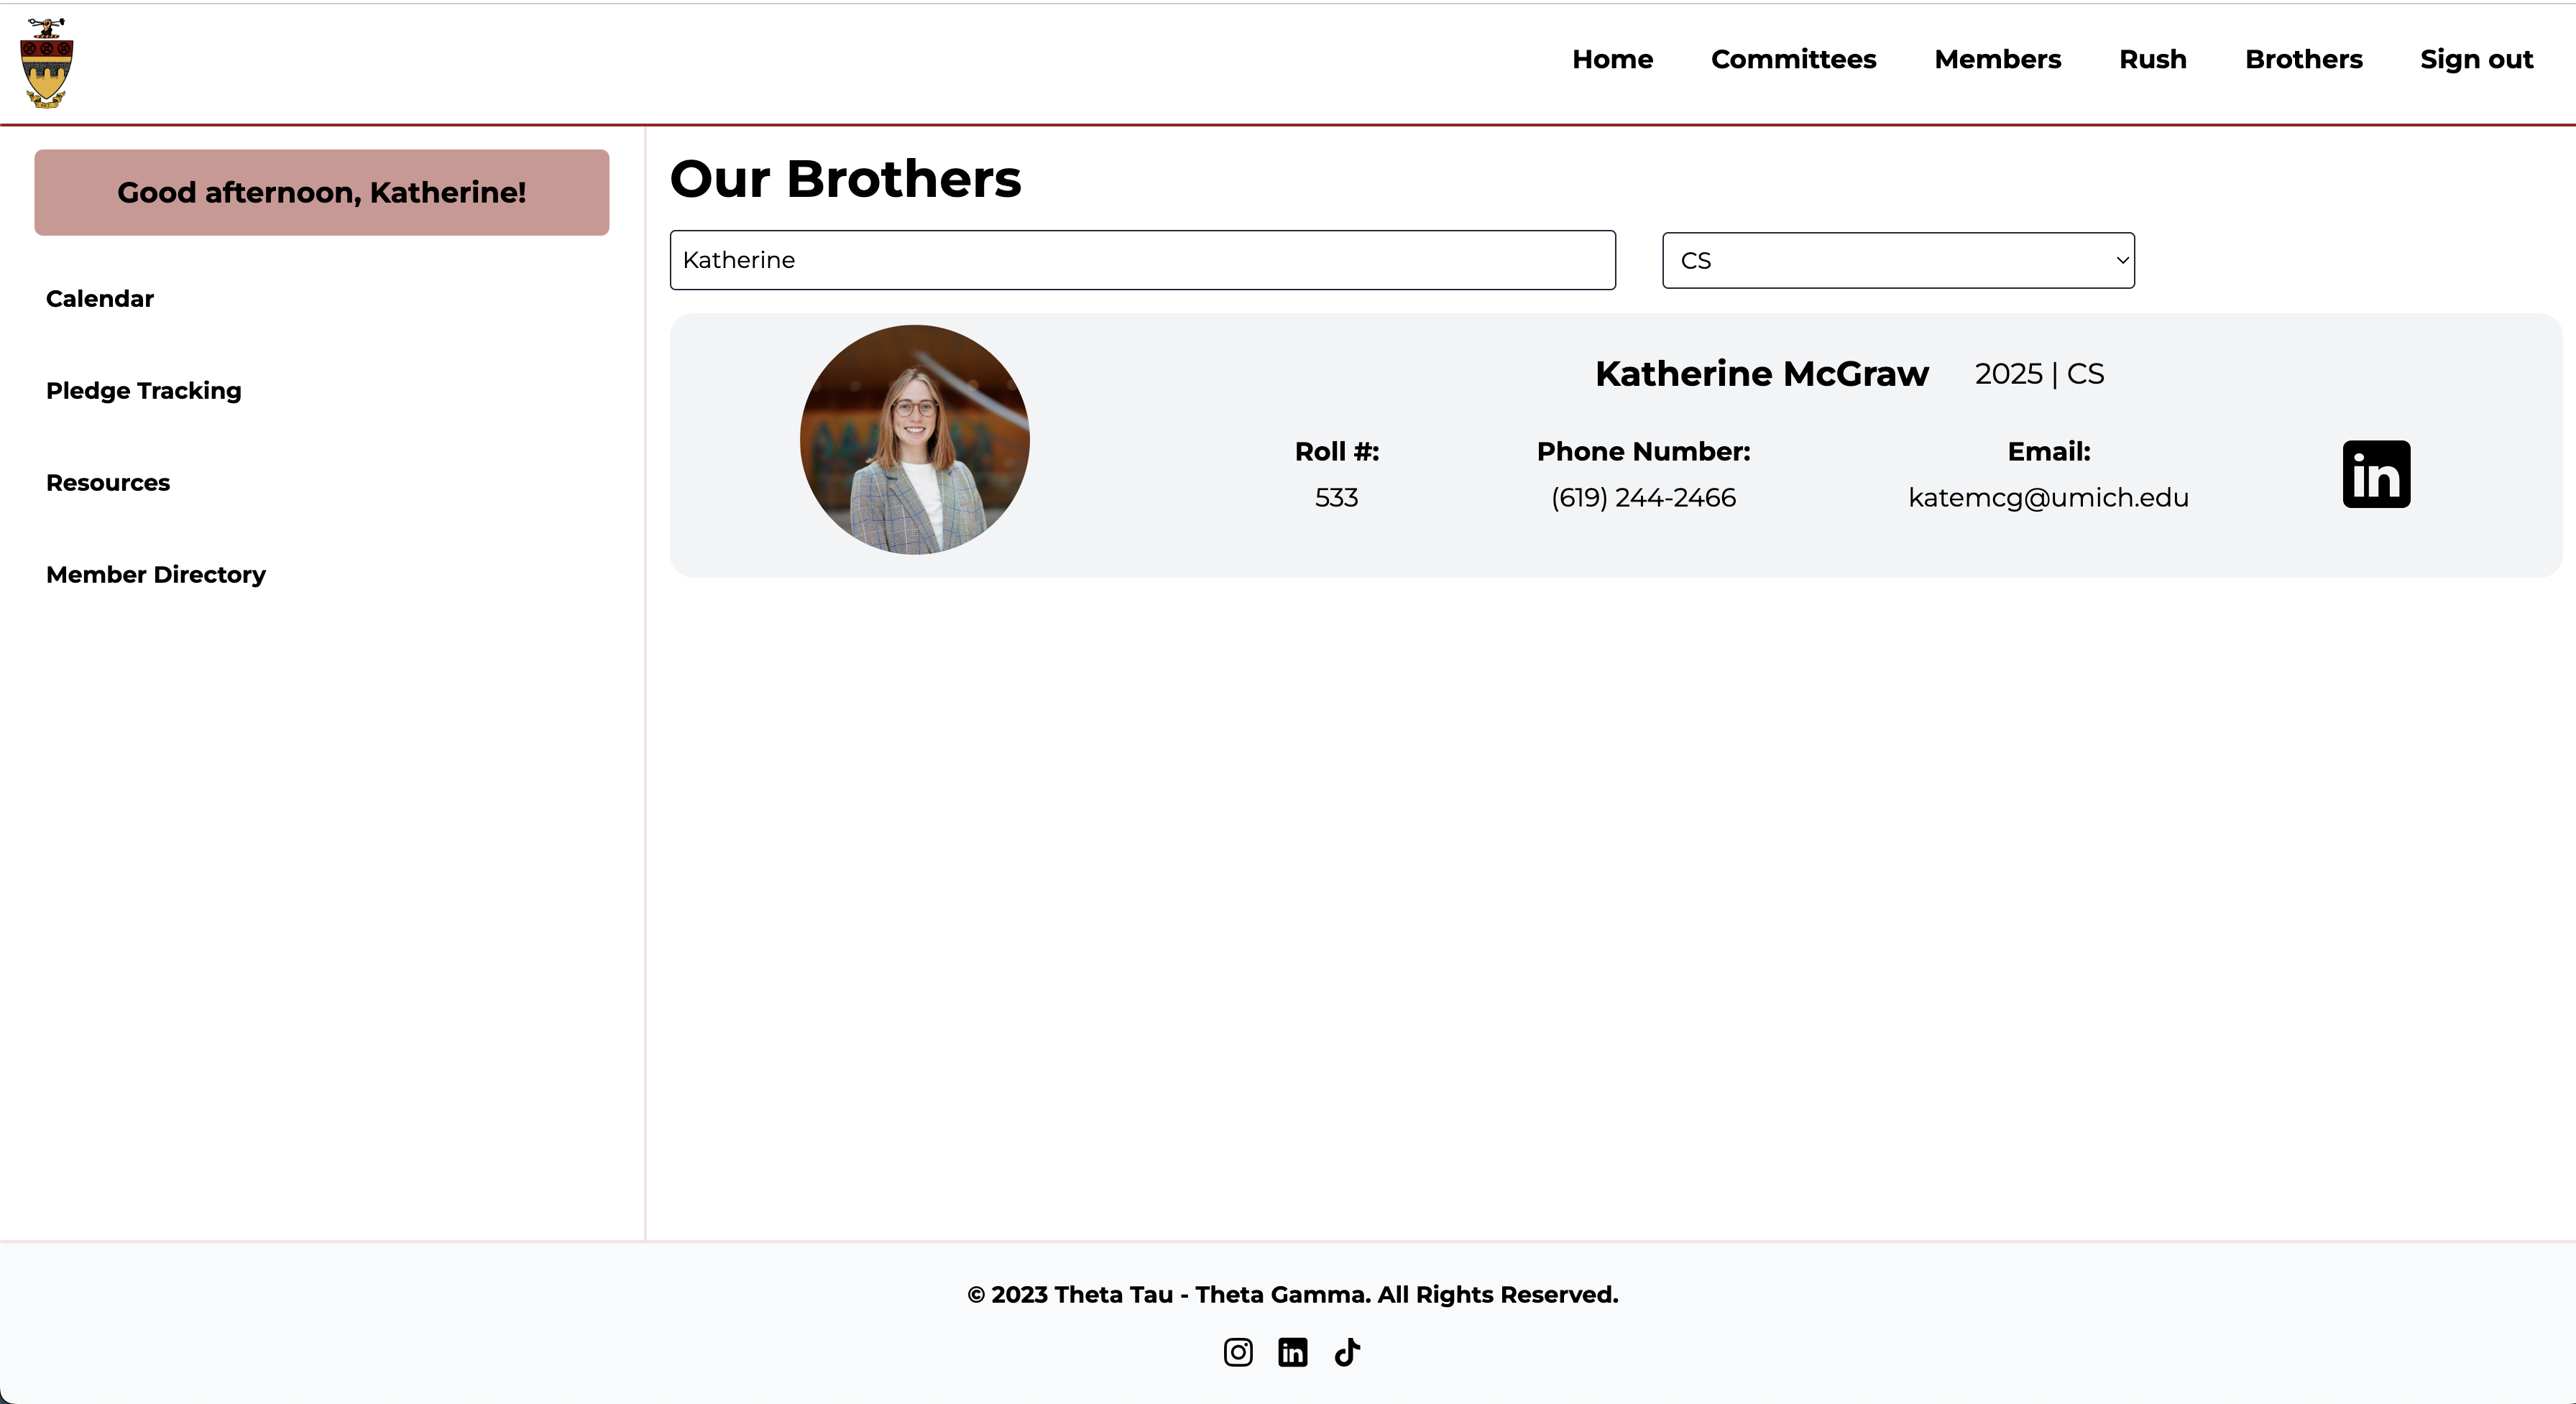 Home Committees Members Rush Brothers Sign out
Good afternoon, Katherine!
Calendar
Pledge Tracking
Resources
Member Directory
Our Brothers
Katherine
CS
Katherine McGraw 2025 | CS
Roll #: Phone Number: Email:
533 (619) 244-2466 katemcg@umich.edu
in
© 2023 Theta Tau - Theta Gamma. All Rights Reserved.
in